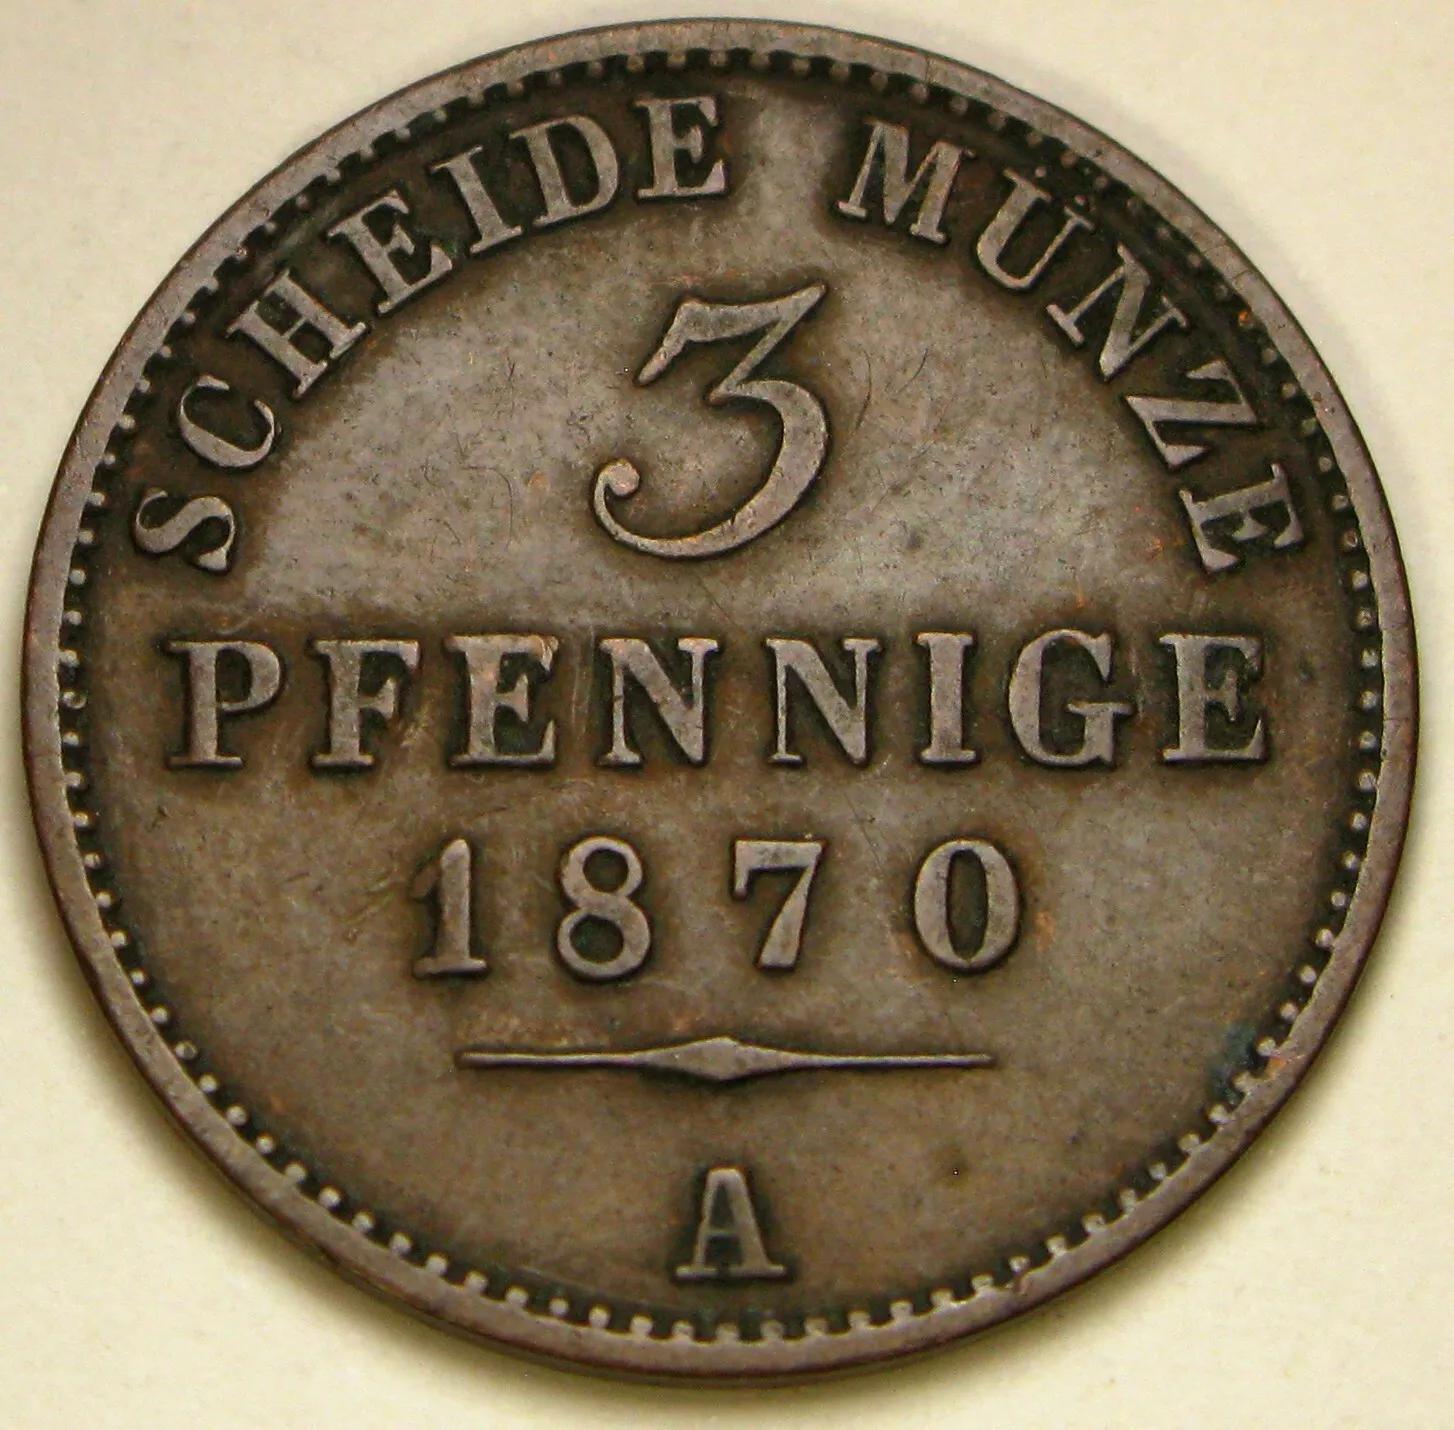 SCHEIDE MÜNZE
3
PFENNIGE
1870
A